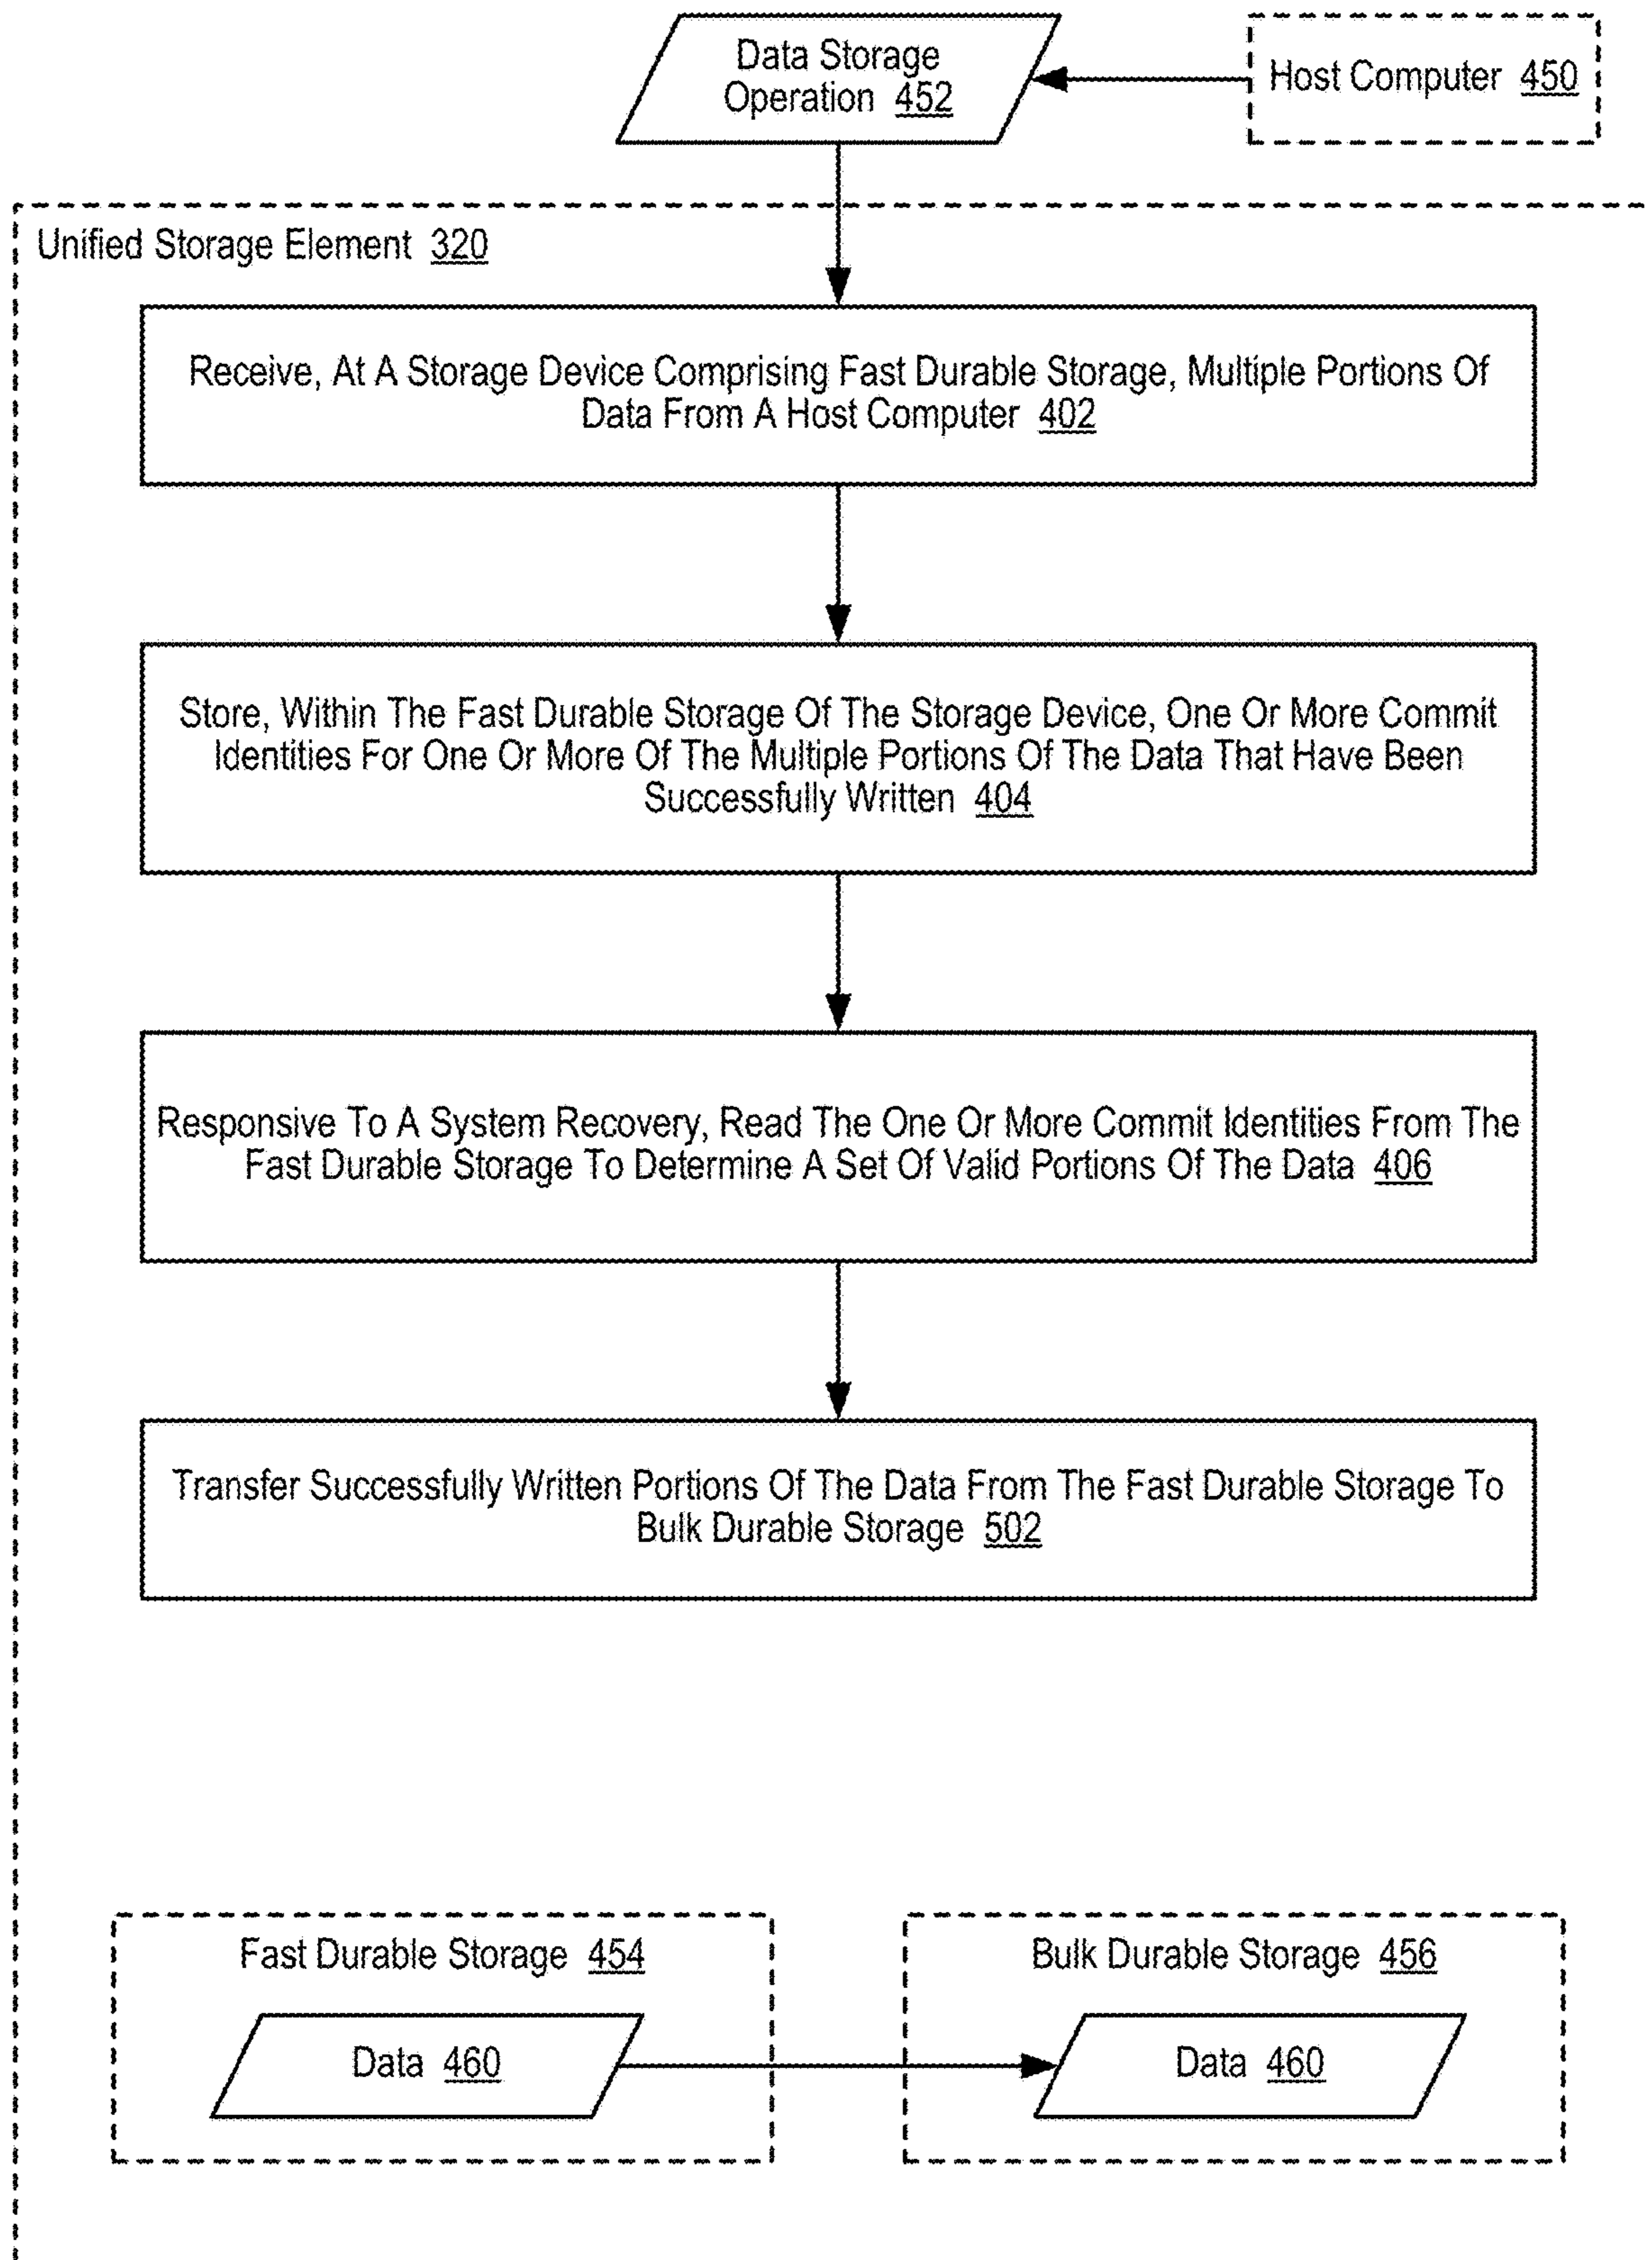 Data Storage
Operation 452
Host Computer 450
Unified Storage Element 320
Receive, At A Storage Device Comprising Fast Durable Storage, Multiple Portions Of
Data From A Host Computer 402
Store, Within The Fast Durable Storage Of The Storage Device, One Or More Commit
Identities For One Or More Of The Multiple Portions Of The Data That Have Been
Successfully Written 404
Responsive To A System Recovery, Read The One Or More Commit Identities From The
Fast Durable Storage To Determine A Set Of Valid Portions Of The Data 406
Transfer Successfully Written Portions Of The Data From The Fast Durable Storage To
Bulk Durable Storage 502
Fast Durable Storage 454
Data 460
Bulk Durable Storage 456
Data 460